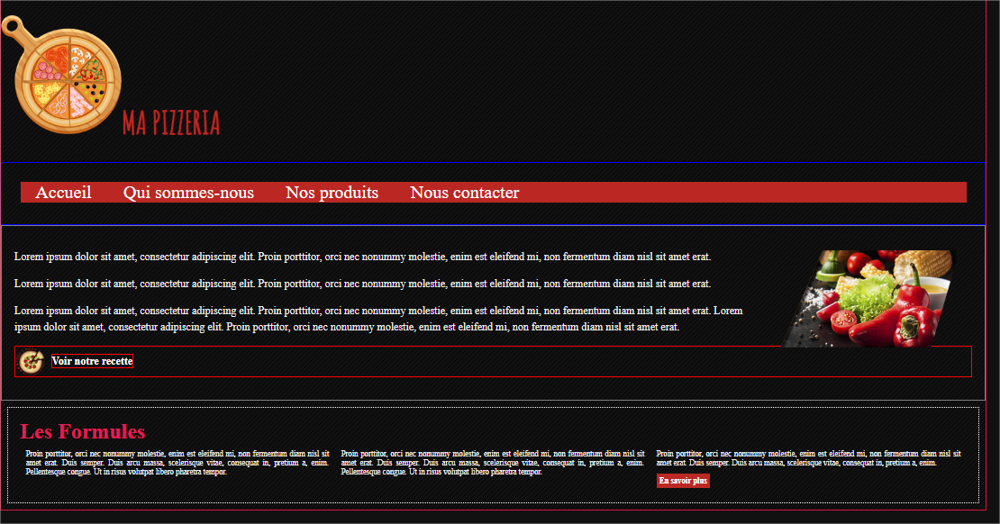 MA PIZZERIA
Accueil Qui sommes-nous Nos produits Nous contacter
Lorem ipsum dolor sit amet, consectetur adipiscing elit. Proin porttitor, orci nec nonummy molestie, enim est eleifend mi, non fermentum diam nisl sit amet erat.
Lorem ipsum dolor sit amet, consectetur adipiscing elit. Proin porttitor, orci nec nonummy molestie, enim est eleifend mi, non fermentum diam nisl sit amet erat.
Lorem ipsum dolor sit amet, consectetur adipiscing elit. Proin porttitor, orci nec nonummy molestie, enim est eleifend mi, non fermentum diam nisl sit amet erat. Lorem
ipsum dolor sit amet, consectetur adipiscing elit. Proin porttitor, orci nec nonummy molestie, enim est eleifend mi, non fermentum diam nisl sit amet erat.
Voir notre recette
Les Formules
Proin porttitor, orci nec nonummy molestie, enim est eleifend mi, non fermentum diam nisl sit
amet erat. Duis semper. Duis arcu massa, scelerisque vitae, consequat in, pretium a, enim.
Pellentesque congue. Ut in risus volutpat libero pharetra tempor.
Proin porttitor, orci nec nonummy molestie, enim est eleifend mi, non fermentum diam nisl sit
amet erat. Duis semper. Duis arcu massa, scelerisque vitae, consequat in, pretium a, enim.
Pellentesque congue. Ut in risus volutpat libero pharetra tempor.
Proin porttitor, orci nec nonummy molestie, enim est eleifend mi, non fermentum diam nisl sit
amet erat. Duis semper. Duis arcu massa, scelerisque vitae, consequat in, pretium a, enim.
En savoir plus